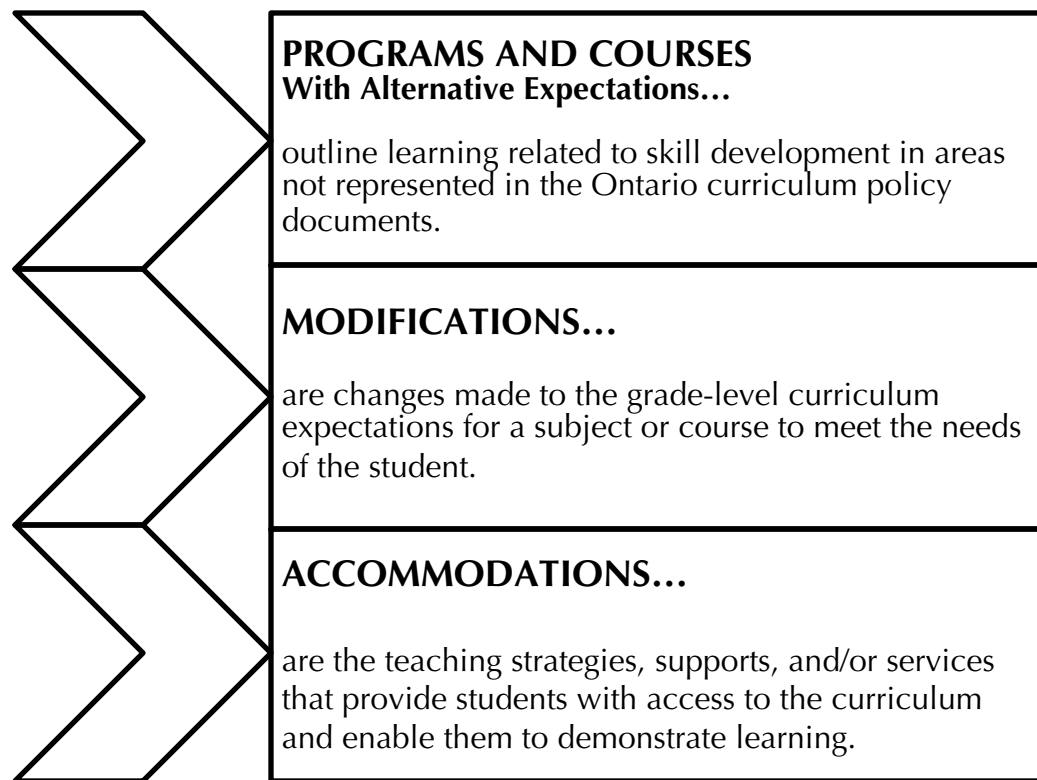 PROGRAMS AND COURSES
With Alternative Expectations…
outline learning related to skill development in areas
not represented in the Ontario curriculum policy
documents.
MODIFICATIONS…
are changes made to the grade-level curriculum
expectations for a subject or course to meet the needs
of the student.
ACCOMMODATIONS…
are the teaching strategies, supports, and/or services
that provide students with access to the curriculum
and enable them to demonstrate learning.